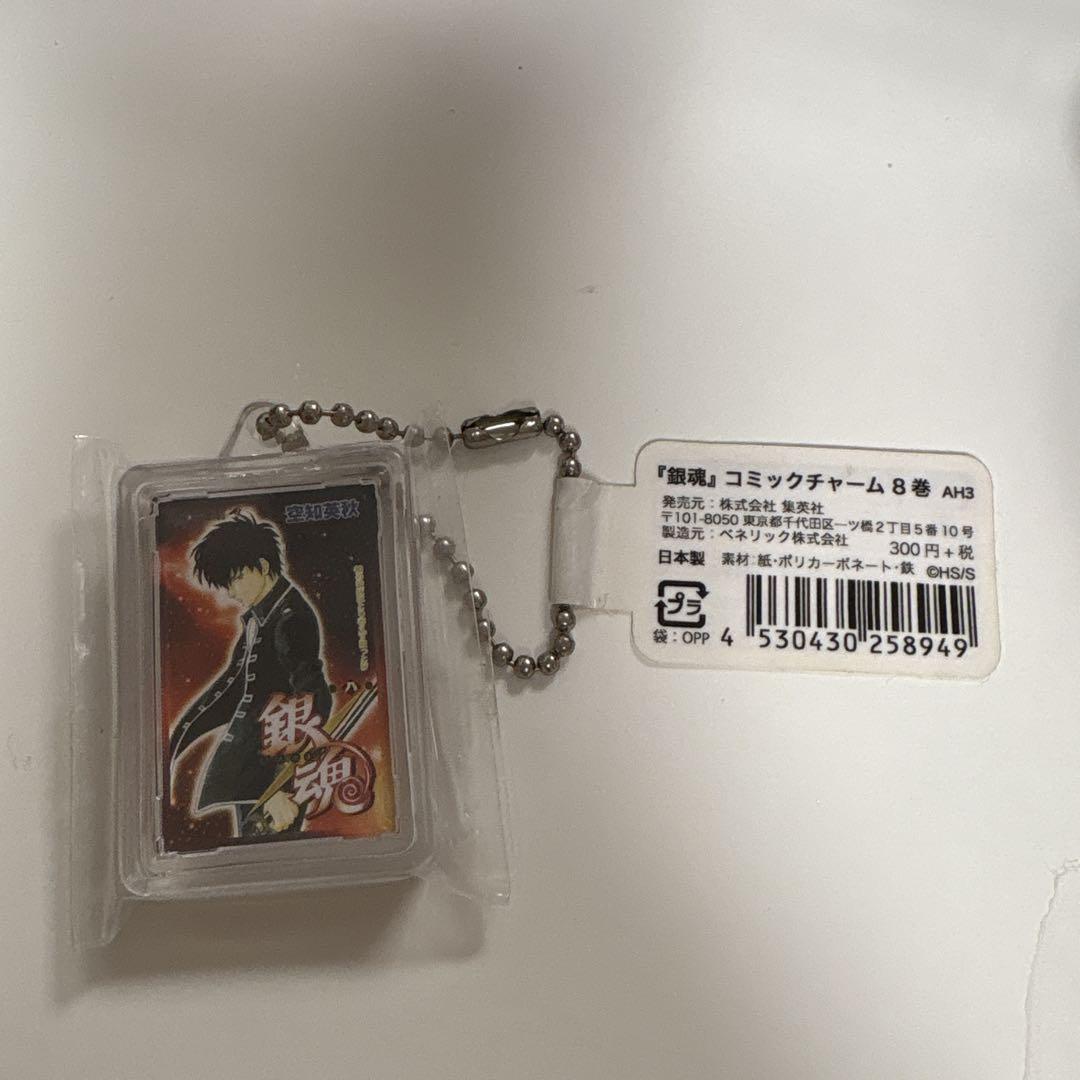 空知英秋
八
銀
魂
『銀魂』コミックチャーム 8巻 AH3
発売元：株式会社 集英社
〒101-8050 東京都千代田区一ツ橋2丁目5番10号
製造元：ベネリック株式会社 300円+税
日本製 素材：紙・ポリカーボネート・鉄 ©HS/S
プラ
袋：OPP
4 530430 258949